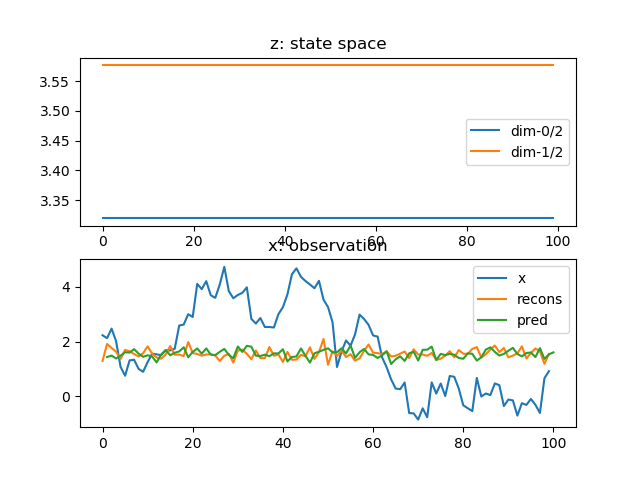 z: state space
3.55
3.50
3.45
3.40
3.35
dim-0/2
dim-1/2
0 20 40 60 80 100
x: observation
4
2
0
x
recons
pred
0 20 40 60 80 100